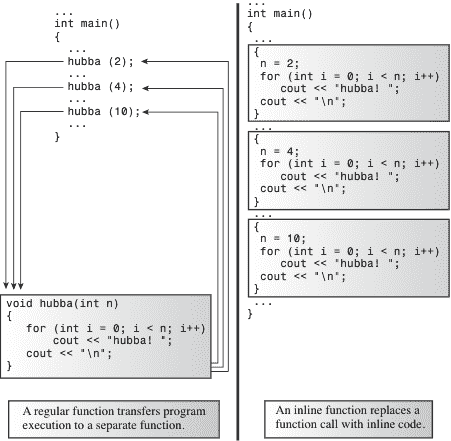 ...
int main()
{
...
hubba (2);
...
hubba (4);
...
hubba (10);
...
}
void hubba(int n)
{
for (int i = 0; i < n; i++)
cout << "hubba! ";
cout << "\n";
}
A regular function transfers program
execution to a separate function.
...
int main()
{
...
{
n = 2;
for (int i = 0; i < n; i++)
cout << "hubba! ";
cout << "\n";
}
...
{
n = 4;
for (int i = 0; i < n; i++)
cout << "hubba! ";
cout << "\n";
}
...
{
n = 10;
for (int i = 0; i < n; i++)
cout << "hubba! ";
cout << "\n";
}
...
}
An inline function replaces a
function call with inline code.